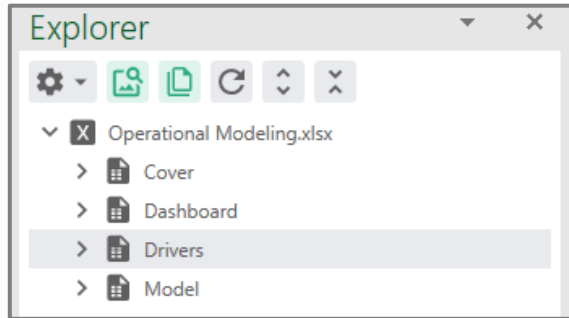 Explorer
Operational Modeling.xlsx
Cover
Dashboard
Drivers
Model